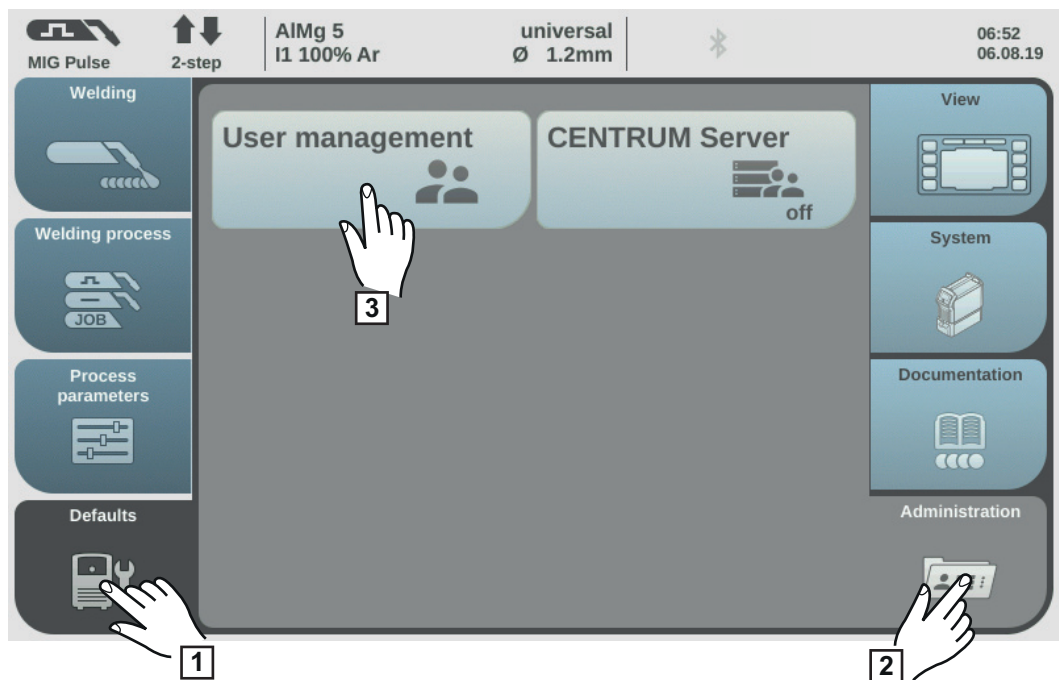 MIG Pulse
2-step
AlMg 5
I1 100% Ar
universal
Ø 1.2mm
06:52
06.08.19
Welding
Welding process
JOB
Process
parameters
Defaults
User management
CENTRUM Server
off
View
System
Documentation
Administration
1
2
3